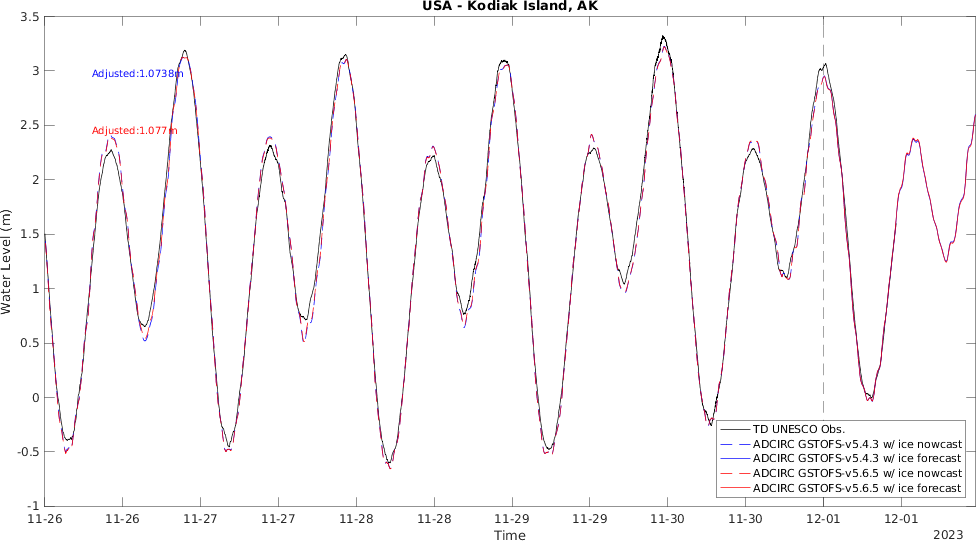 USA - Kodiak Island, AK
3.5
3
2.5
2
1.5
1
0.5
0
-0.5
-1
Water Level (m)
Adjusted:1.0738m
Adjusted:1.077m
TD UNESCO Obs.
ADCIRC GSTOFS-v5.4.3 w/ ice nowcast
ADCIRC GSTOFS-v5.4.3 w/ ice forecast
ADCIRC GSTOFS-v5.6.5 w/ ice nowcast
ADCIRC GSTOFS-v5.6.5 w/ ice forecast
11-26 11-26 11-27 11-27 11-28 11-28 11-29 11-29 11-30 11-30 12-01 12-01
Time
2023